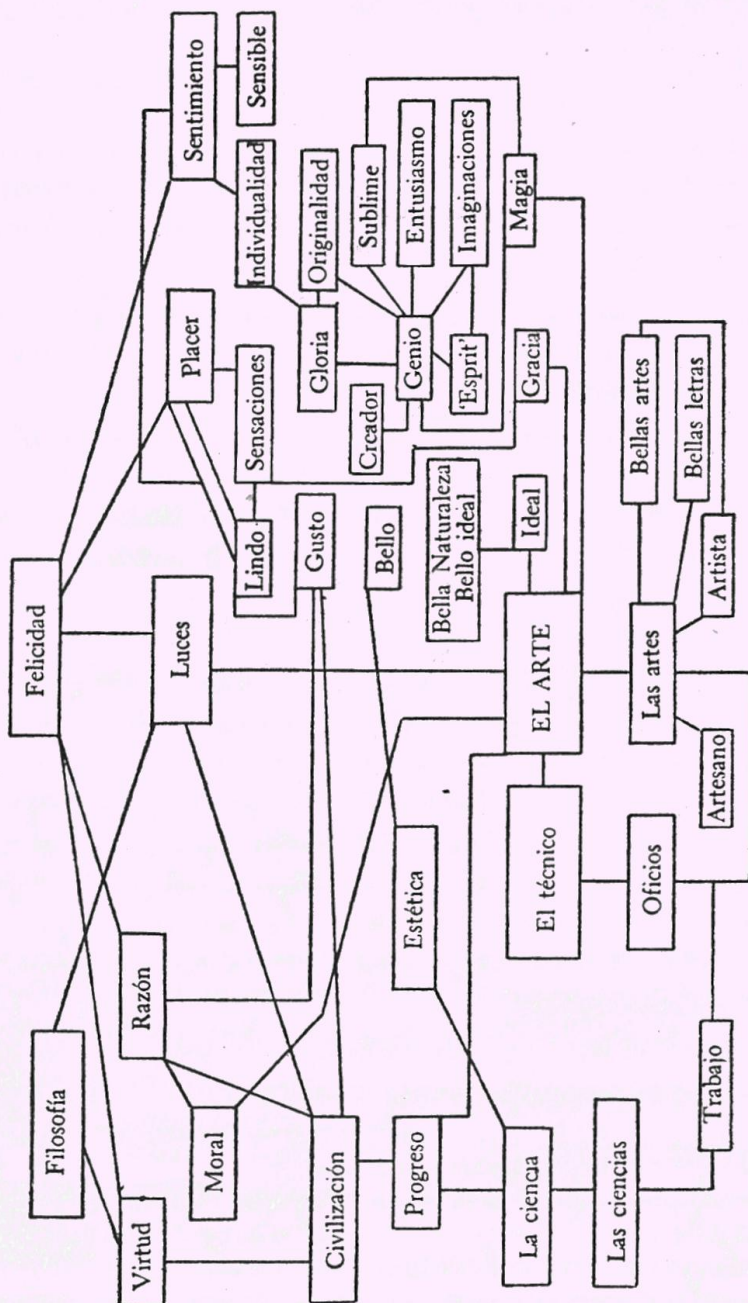 Felicidad
Filosofía
Virtud
Razón
Luces
Placer
Sentimiento
Moral
Lindo
Sensaciones
Individualidad
Sensible
Civilización
Gusto
Gloria
Originalidad
Progreso
Estética
Bello
Creador
Genio
Sublime
Entusiasmo
Imaginaciones
'Esprit'
Bella Naturaleza
Bello ideal
La ciencia
El técnico
EL ARTE
Ideal
Gracia
Magia
Las ciencias
Oficios
Las artes
Bellas artes
Bellas letras
Trabajo
Artesano
Artista